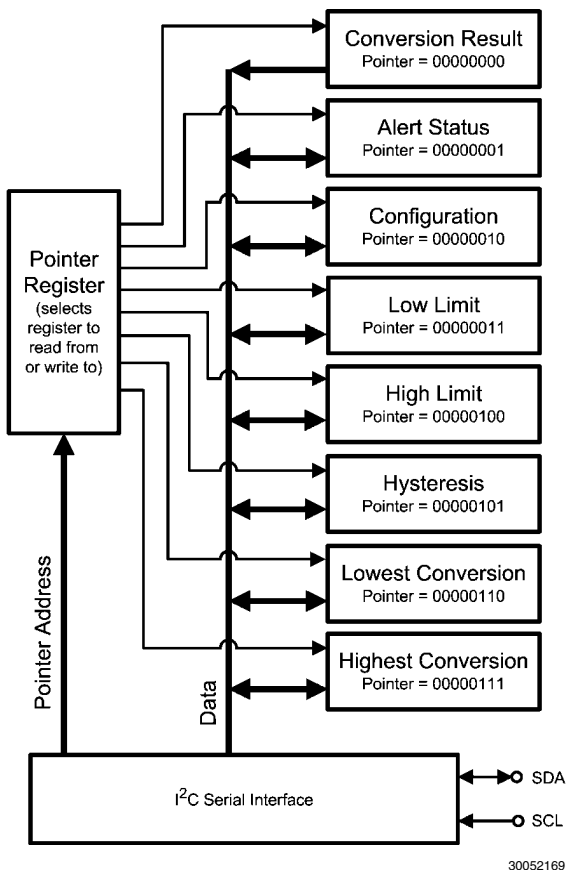 Conversion Result
Pointer = 00000000
Alert Status
Pointer = 00000001
Configuration
Pointer = 00000010
Low Limit
Pointer = 00000011
High Limit
Pointer = 00000100
Hysteresis
Pointer = 00000101
Lowest Conversion
Pointer = 00000110
Highest Conversion
Pointer = 00000111
Pointer
Register
(selects
register to
read from
or write to)
Pointer Address
Data
I²C Serial Interface
SDA
SCL
30052169